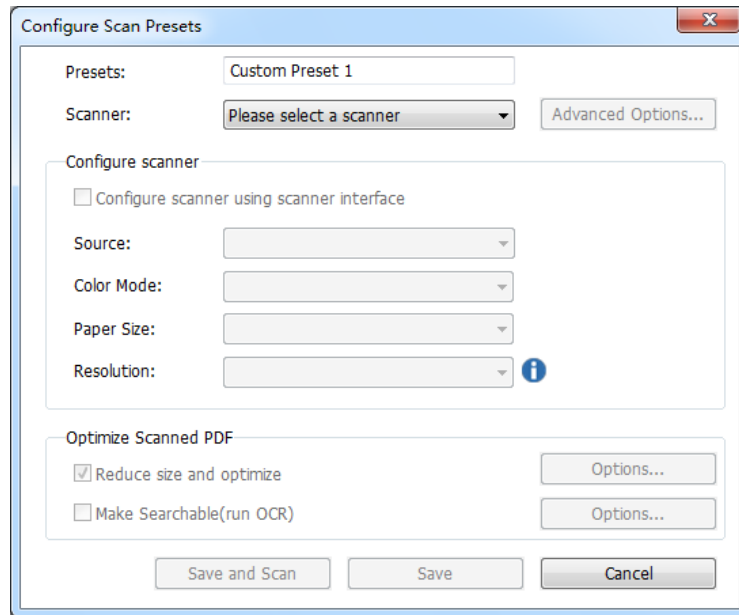 Configure Scan Presets
Presets: Custom Preset 1
Scanner: Please select a scanner Advanced Options...
Configure scanner
Configure scanner using scanner interface
Source:
Color Mode:
Paper Size:
Resolution:
Optimize Scanned PDF
Reduce size and optimize Options...
Make Searchable(run OCR) Options...
Save and Scan Save Cancel